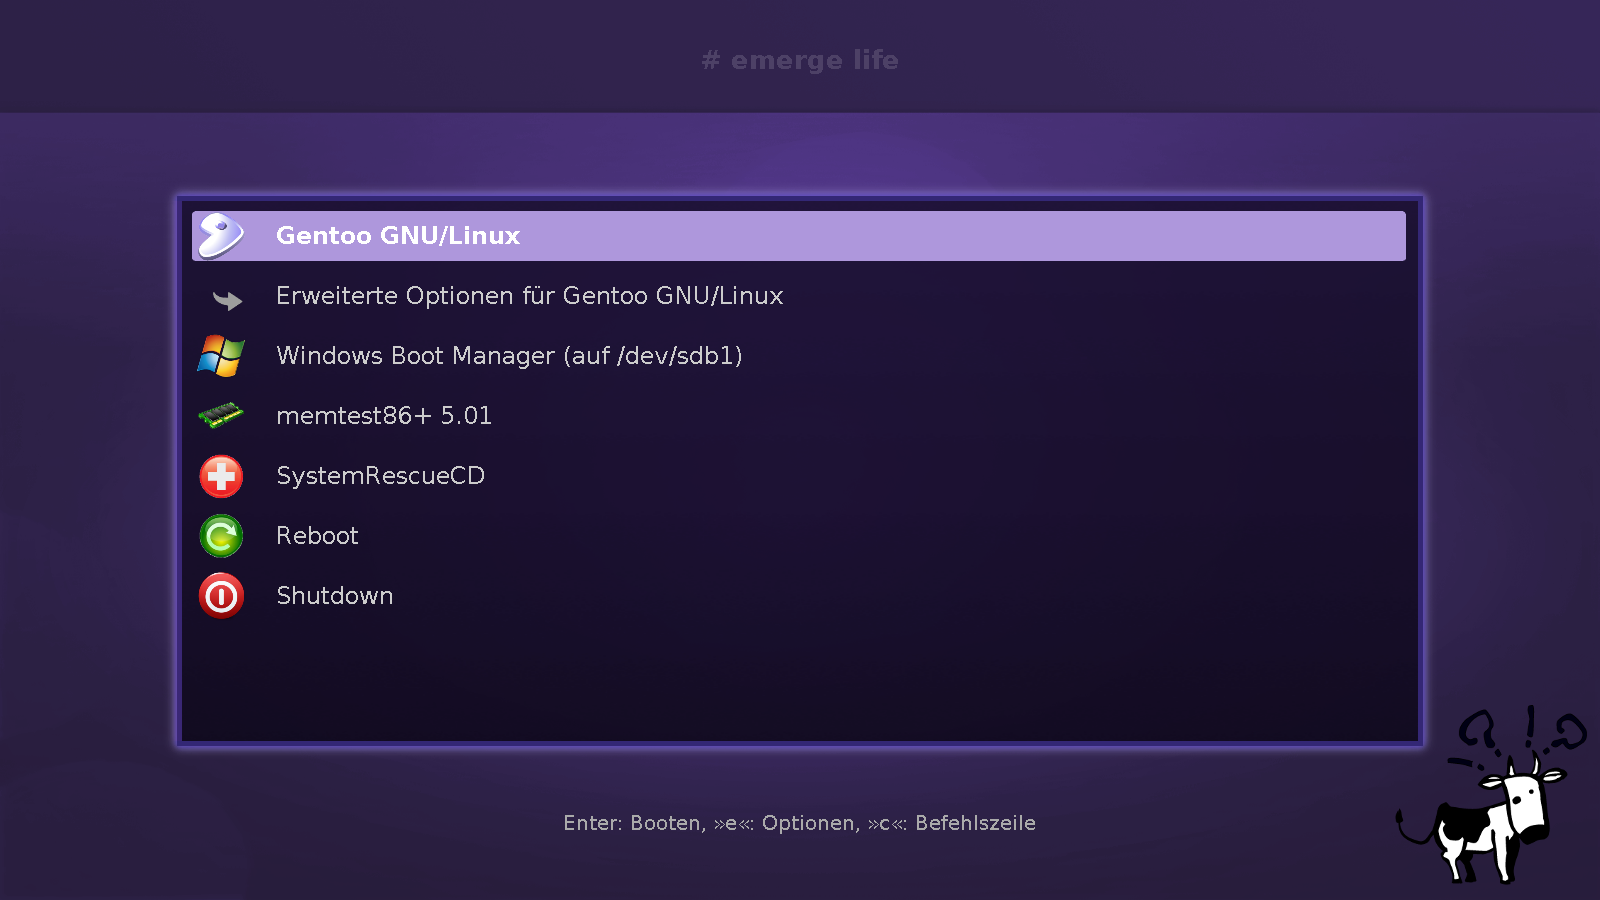 # emerge life
Gentoo GNU/Linux
Erweiterte Optionen für Gentoo GNU/Linux
Windows Boot Manager (auf /dev/sdb1)
memtest86+ 5.01
SystemRescueCD
Reboot
Shutdown
Enter: Booten, »e«: Optionen, »c«: Befehlszeile